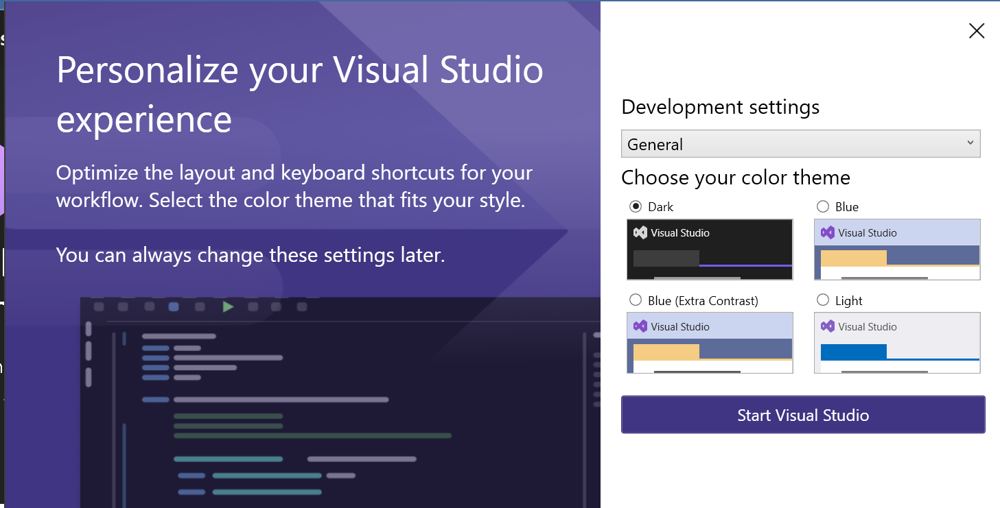 Personalize your Visual Studio
experience
Optimize the layout and keyboard shortcuts for your
workflow. Select the color theme that fits your style.
You can always change these settings later.
Development settings
General
Choose your color theme
Dark
Blue
Visual Studio
Visual Studio
Blue (Extra Contrast)
Light
Visual Studio
Visual Studio
Start Visual Studio